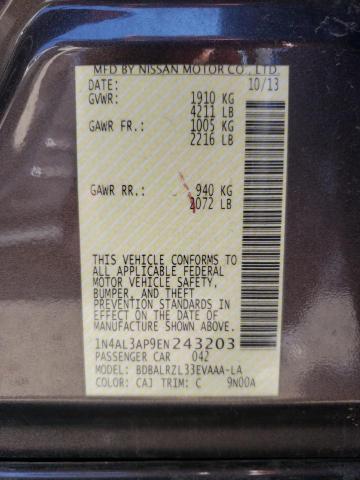 MFD BY NISSAN MOTOR CO., LTD.
DATE: 10/13
GVWR: 1910 KG
4211 LB
GAWR FR.: 1005 KG
2216 LB
GAWR RR.: 940 KG
2072 LB
THIS VEHICLE CONFORMS TO
ALL APPLICABLE FEDERAL
MOTOR VEHICLE SAFETY,
BUMPER, AND THEFT
PREVENTION STANDARDS IN
EFFECT ON THE DATE OF
MANUFACTURE SHOWN ABOVE.
1N4AL3AP9EN243203
PASSENGER CAR 042
MODEL: BDBALRZL33EVAAA-LA
COLOR: CAJ TRIM: C 9N00A